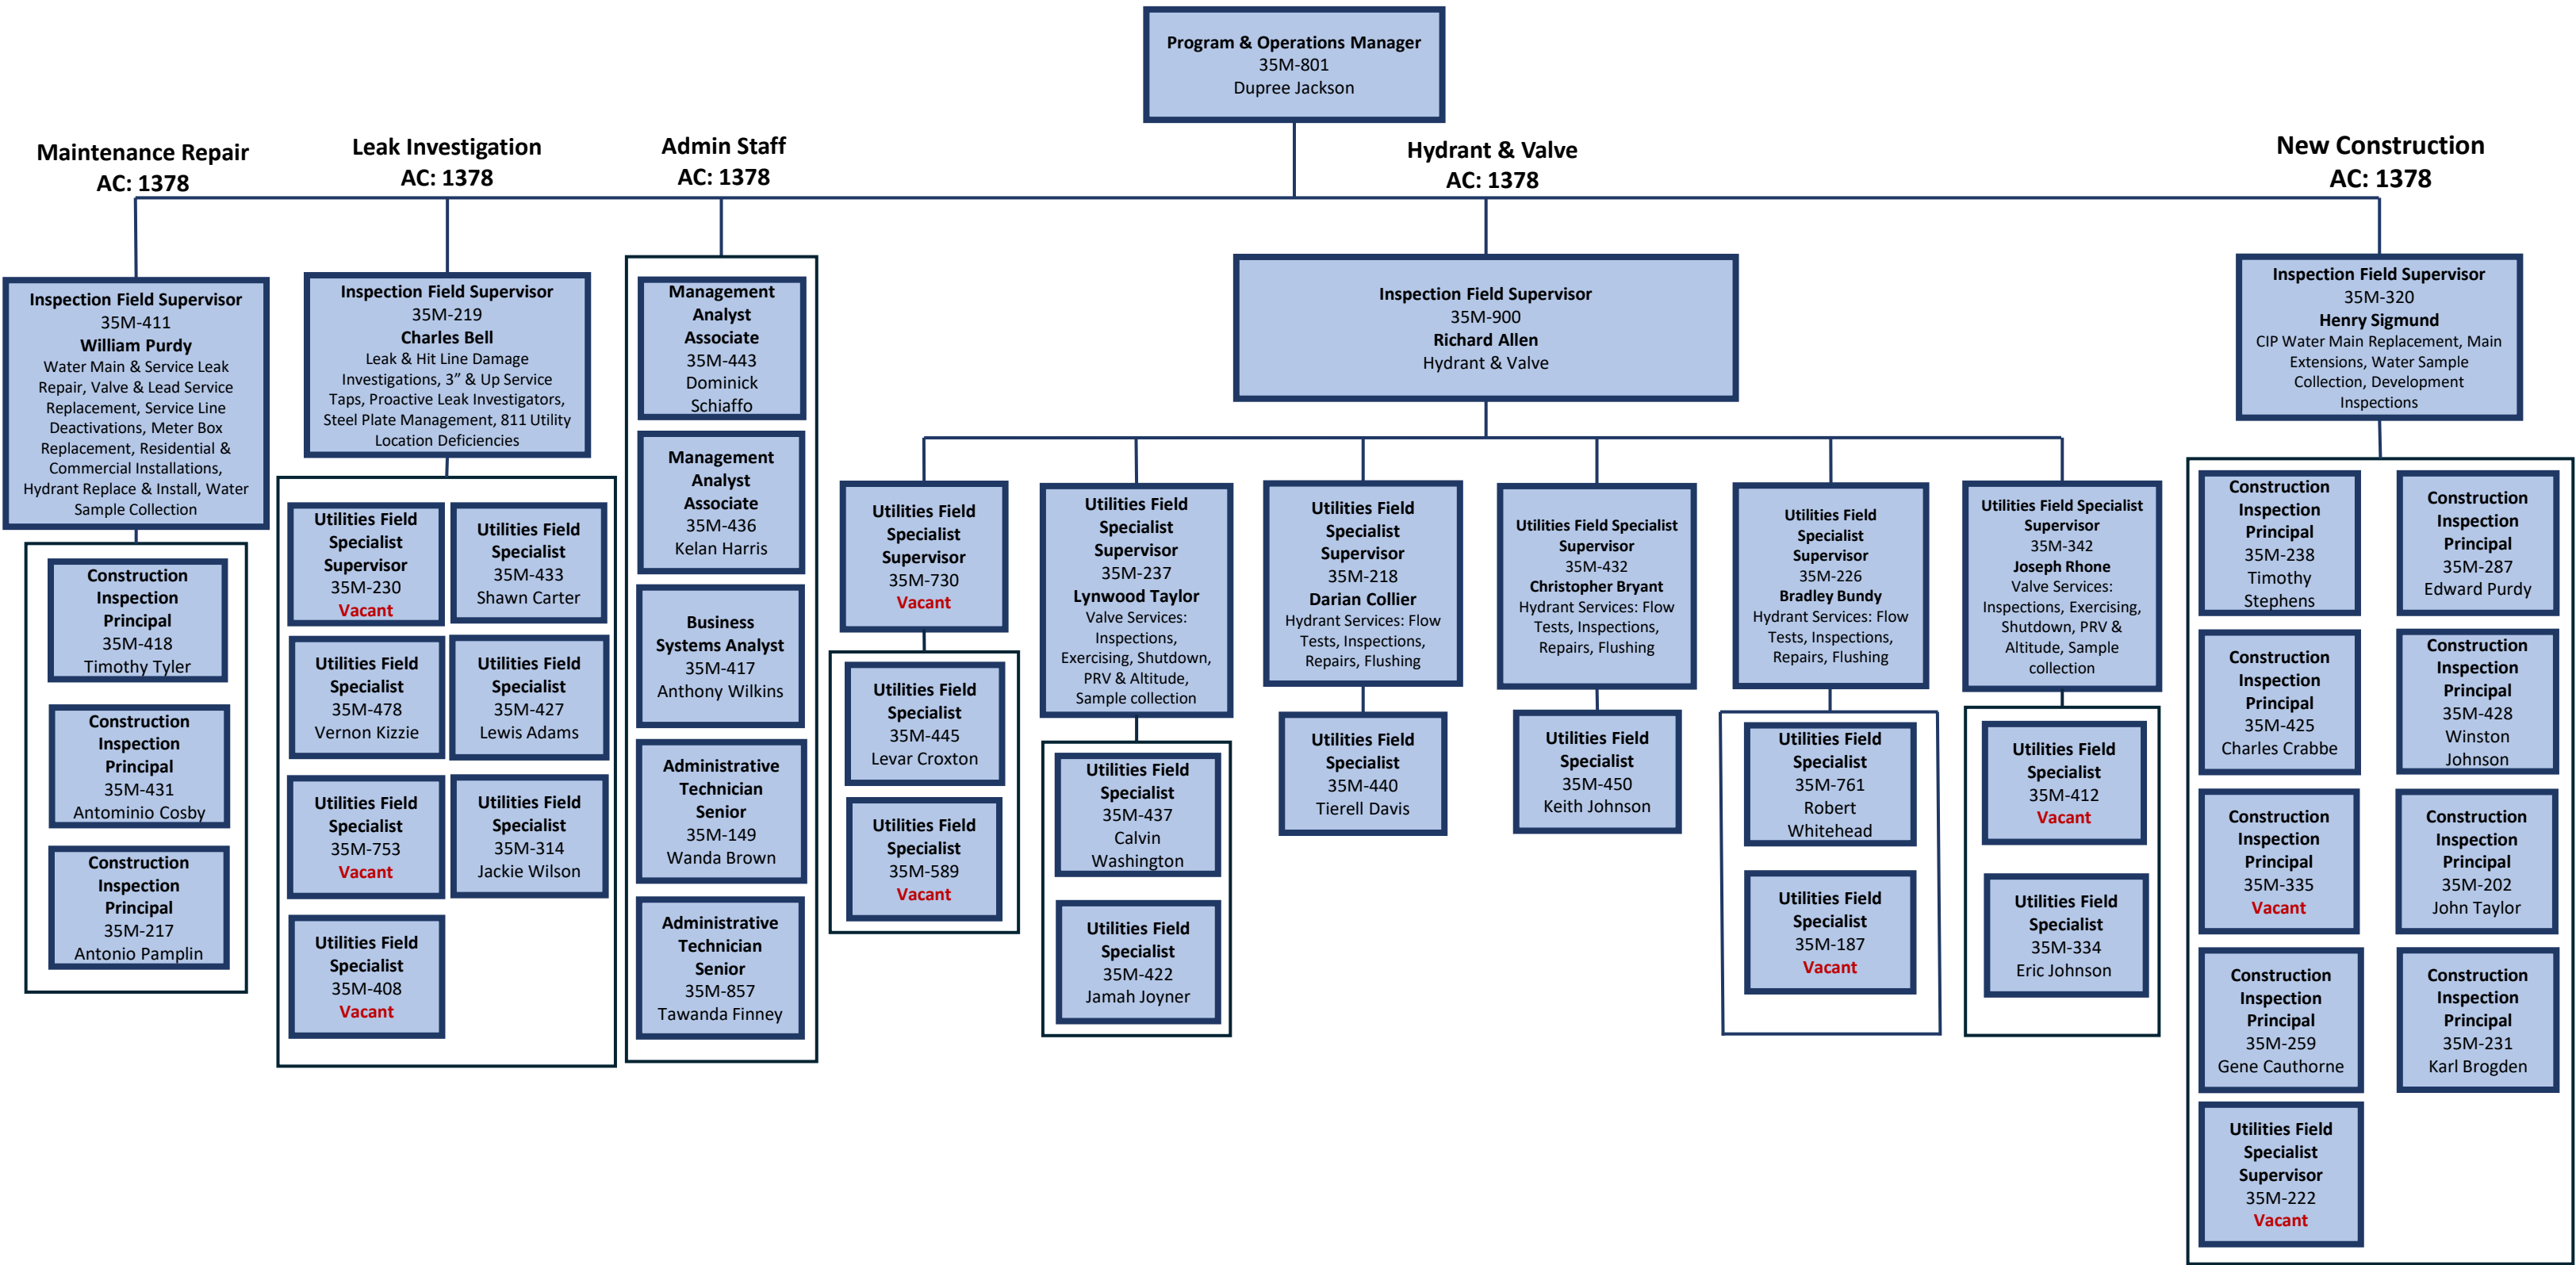 Program & Operations Manager
35M-801
Dupree Jackson
Maintenance Repair
AC: 1378
Leak Investigation
AC: 1378
Admin Staff
AC: 1378
Hydrant & Valve
AC: 1378
New Construction
AC: 1378
Inspection Field Supervisor
35M-411
William Purdy
Water Main & Service Leak
Repair, Valve & Lead Service
Replacement, Service Line
Deactivations, Meter Box
Replacement, Residential &
Commercial Installations,
Hydrant Replace & Install, Water
Sample Collection
Construction
Inspection
Principal
35M-418
Timothy Tyler
Construction
Inspection
Principal
35M-431
Antominio Cosby
Construction
Inspection
Principal
35M-217
Antonio Pamplin
Inspection Field Supervisor
35M-219
Charles Bell
Leak & Hit Line Damage
Investigations, 3” & Up Service
Taps, Proactive Leak Investigators,
Steel Plate Management, 811 Utility
Location Deficiencies
Utilities Field
Specialist
Supervisor
35M-230
Vacant
Utilities Field
Specialist
35M-433
Shawn Carter
Utilities Field
Specialist
35M-478
Vernon Kizzie
Utilities Field
Specialist
35M-427
Lewis Adams
Utilities Field
Specialist
35M-753
Vacant
Utilities Field
Specialist
35M-314
Jackie Wilson
Utilities Field
Specialist
35M-408
Vacant
Management
Analyst
Associate
35M-443
Dominick
Schiaffo
Management
Analyst
Associate
35M-436
Kelan Harris
Business
Systems Analyst
35M-417
Anthony Wilkins
Administrative
Technician
Senior
35M-149
Wanda Brown
Administrative
Technician
Senior
35M-857
Tawanda Finney
Inspection Field Supervisor
35M-900
Richard Allen
Hydrant & Valve
Utilities Field
Specialist
Supervisor
35M-730
Vacant
Utilities Field
Specialist
35M-445
Levar Croxton
Utilities Field
Specialist
35M-589
Vacant
Utilities Field
Specialist
Supervisor
35M-237
Lynwood Taylor
Valve Services:
Inspections,
Exercising, Shutdown,
PRV & Altitude,
Sample collection
Utilities Field
Specialist
35M-437
Calvin
Washington
Utilities Field
Specialist
35M-422
Jamah Joyner
Utilities Field
Specialist
Supervisor
35M-218
Darian Collier
Hydrant Services: Flow
Tests, Inspections,
Repairs, Flushing
Utilities Field
Specialist
35M-440
Tierell Davis
Utilities Field Specialist
Supervisor
35M-432
Christopher Bryant
Hydrant Services: Flow
Tests, Inspections,
Repairs, Flushing
Utilities Field
Specialist
35M-450
Keith Johnson
Utilities Field
Specialist
Supervisor
35M-226
Bradley Bundy
Hydrant Services: Flow
Tests, Inspections,
Repairs, Flushing
Utilities Field
Specialist
35M-761
Robert
Whitehead
Utilities Field
Specialist
35M-187
Vacant
Utilities Field Specialist
Supervisor
35M-342
Joseph Rhone
Valve Services:
Inspections, Exercising,
Shutdown, PRV &
Altitude, Sample
collection
Utilities Field
Specialist
35M-412
Vacant
Utilities Field
Specialist
35M-334
Eric Johnson
Inspection Field Supervisor
35M-320
Henry Sigmund
CIP Water Main Replacement, Main
Extensions, Water Sample
Collection, Development
Inspections
Construction
Inspection
Principal
35M-238
Timothy
Stephens
Construction
Inspection
Principal
35M-287
Edward Purdy
Construction
Inspection
Principal
35M-425
Charles Crabbe
Construction
Inspection
Principal
35M-428
Winston
Johnson
Construction
Inspection
Principal
35M-335
Vacant
Construction
Inspection
Principal
35M-202
John Taylor
Construction
Inspection
Principal
35M-259
Gene Cauthorne
Construction
Inspection
Principal
35M-231
Karl Brogden
Utilities Field
Specialist
Supervisor
35M-222
Vacant